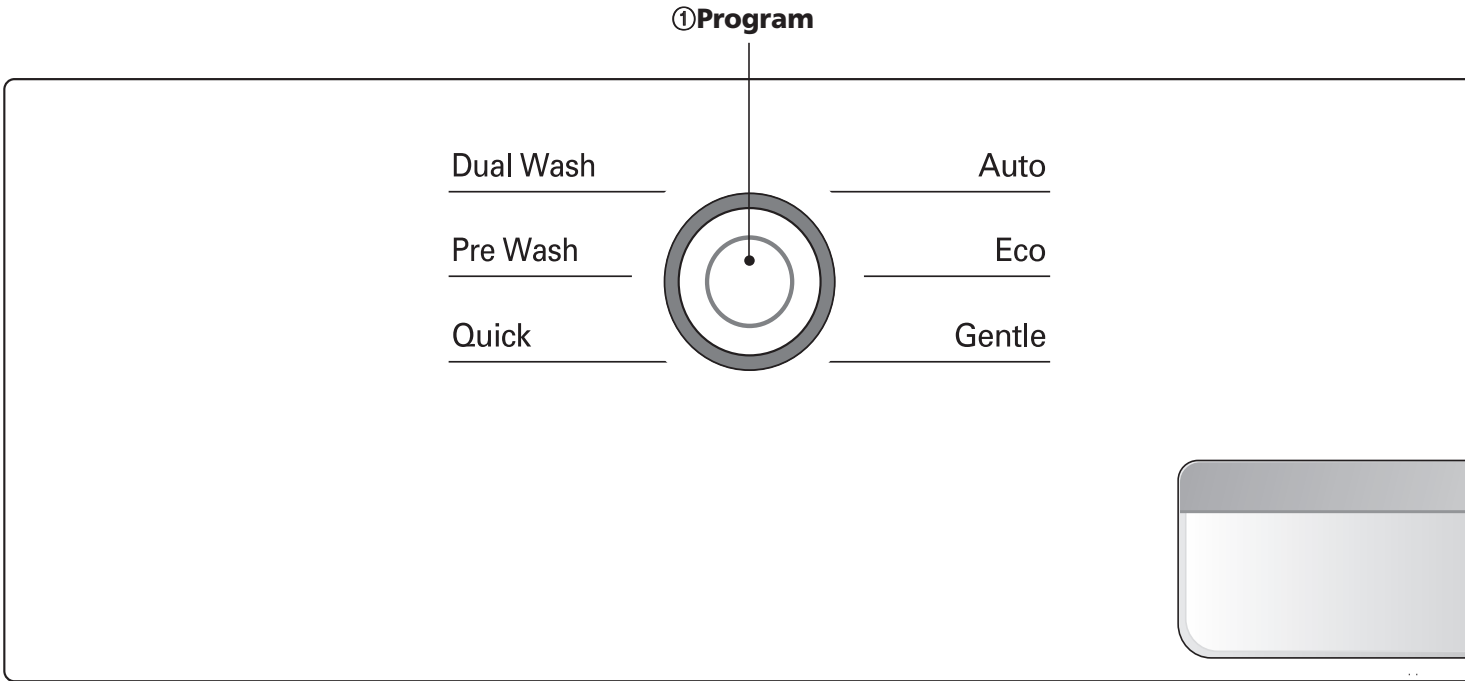 ①Program
Dual Wash
Auto
Pre Wash
Eco
Quick
Gentle